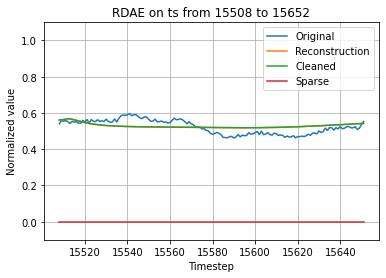 RDAE on ts from 15508 to 15652
Original
Reconstruction
Cleaned
Sparse
Normalized value
1.0
0.8
0.6
0.4
0.2
0.0
15520 15540 15560 15580 15600 15620 15640
Timestep